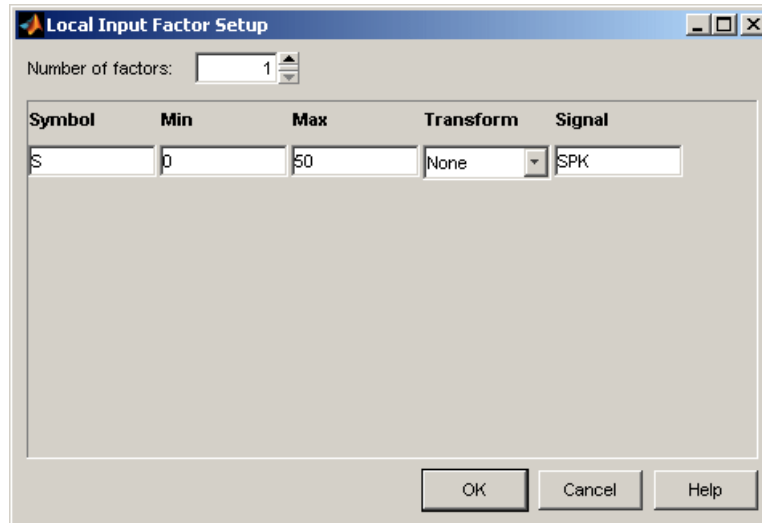 Local Input Factor Setup
Number of factors: 1
Symbol Min Max Transform Signal
S 0 50 None SPK
OK Cancel Help